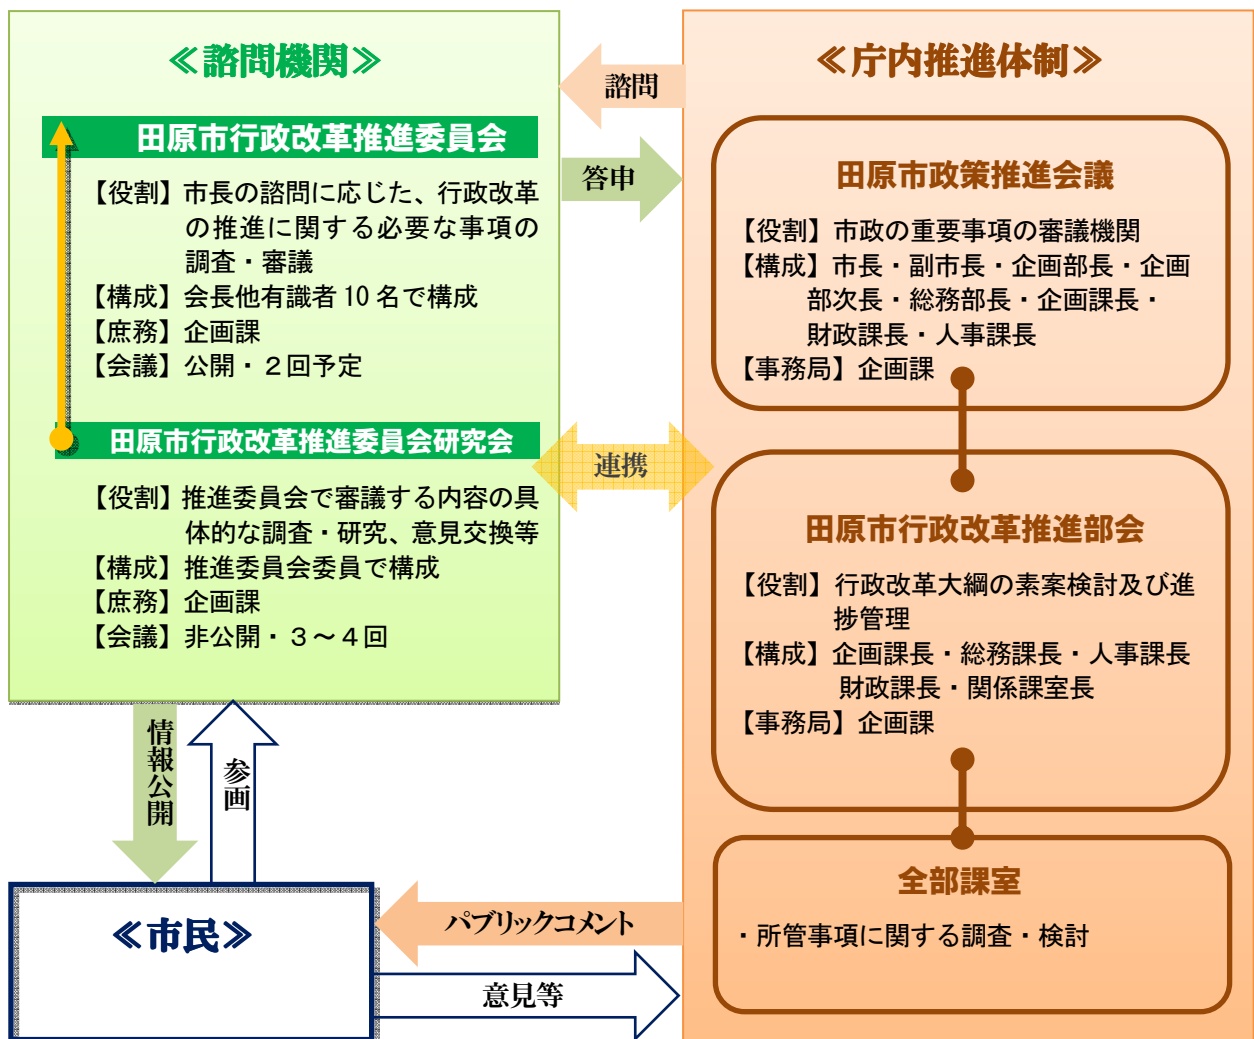 ≪諮問機関≫
田原市行政改革推進委員会
【役割】市長の諮問に応じた、行政改革
の推進に関する必要な事項の
調査・審議
【構成】会長他有識者10名で構成
【庶務】企画課
【会議】公開・２回予定
田原市行政改革推進委員会研究会
【役割】推進委員会で審議する内容の具
体的な調査・研究、意見交換等
【構成】推進委員会委員で構成
【庶務】企画課
【会議】非公開・３～４回
諮問
答申
連携
≪庁内推進体制≫
田原市政策推進会議
【役割】市政の重要事項の審議機関
【構成】市長・副市長・企画部長・企画
部次長・総務部長・企画課長・
財政課長・人事課長
【事務局】企画課
田原市行政改革推進部会
【役割】行政改革大綱の素案検討及び進
捗管理
【構成】企画課長・総務課長・人事課長
財政課長・関係課室長
【事務局】企画課
全部課室
・所管事項に関する調査・検討
情報公開
参画
≪市民≫
パブリックコメント
意見等